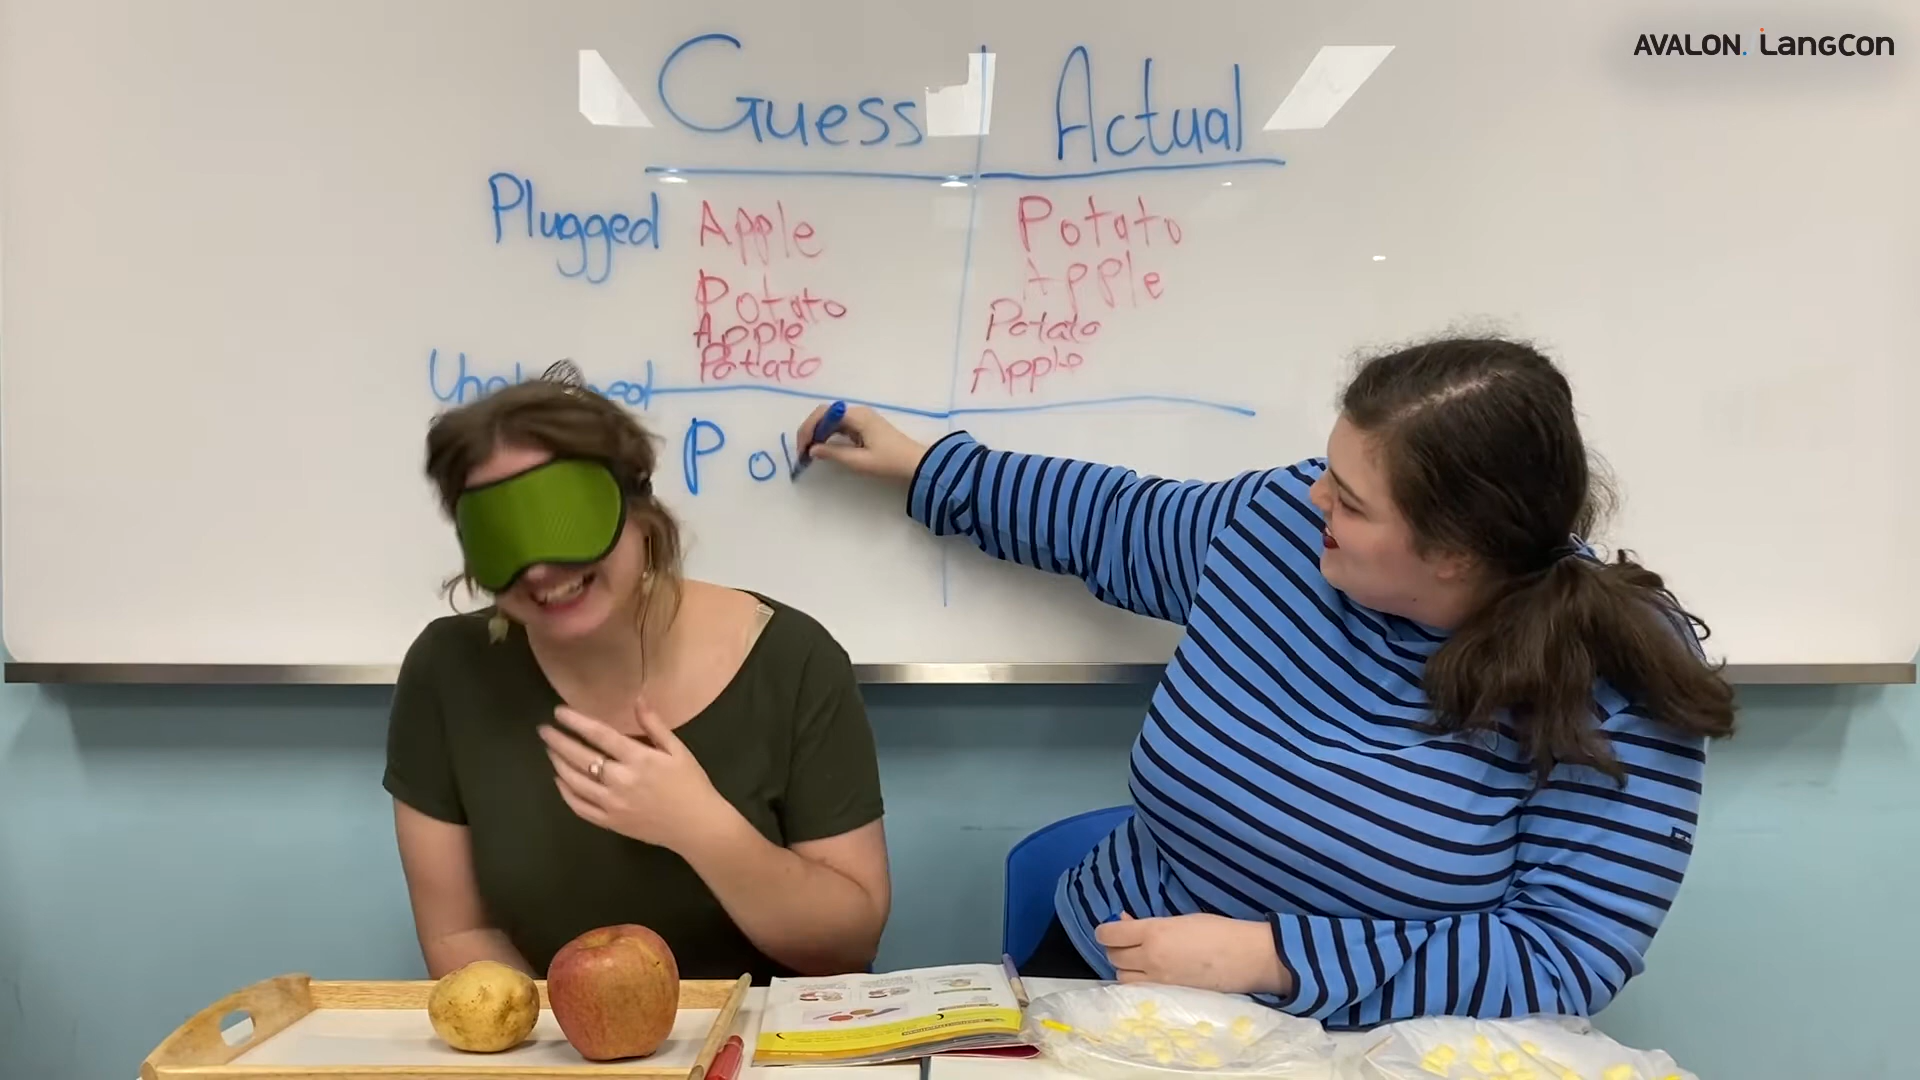 AVALON. LangCon
Guess Actual
Plugged Apple Potato
Potato Apple
Apple Potato
Potato Apple
Po